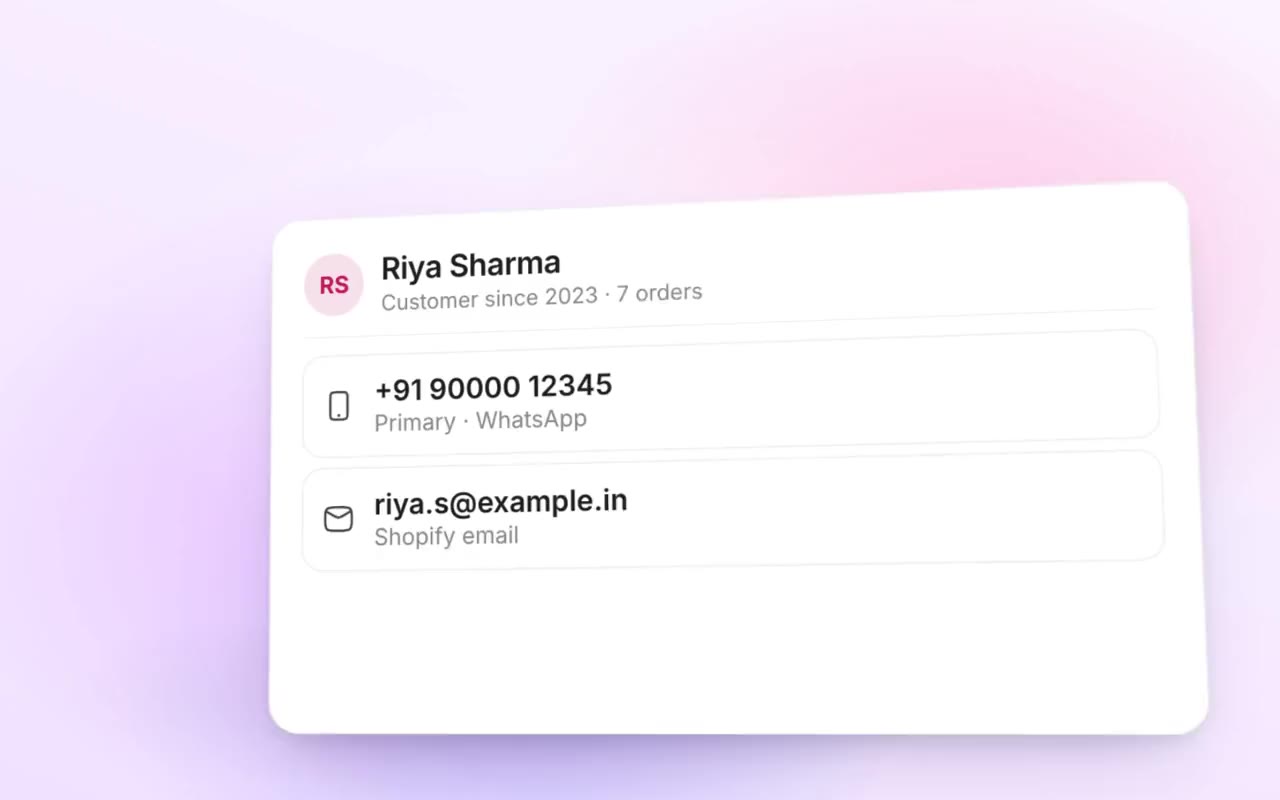 RS
Riya Sharma
Customer since 2023 · 7 orders
+91 90000 12345
Primary · WhatsApp
riya.s@example.in
Shopify email